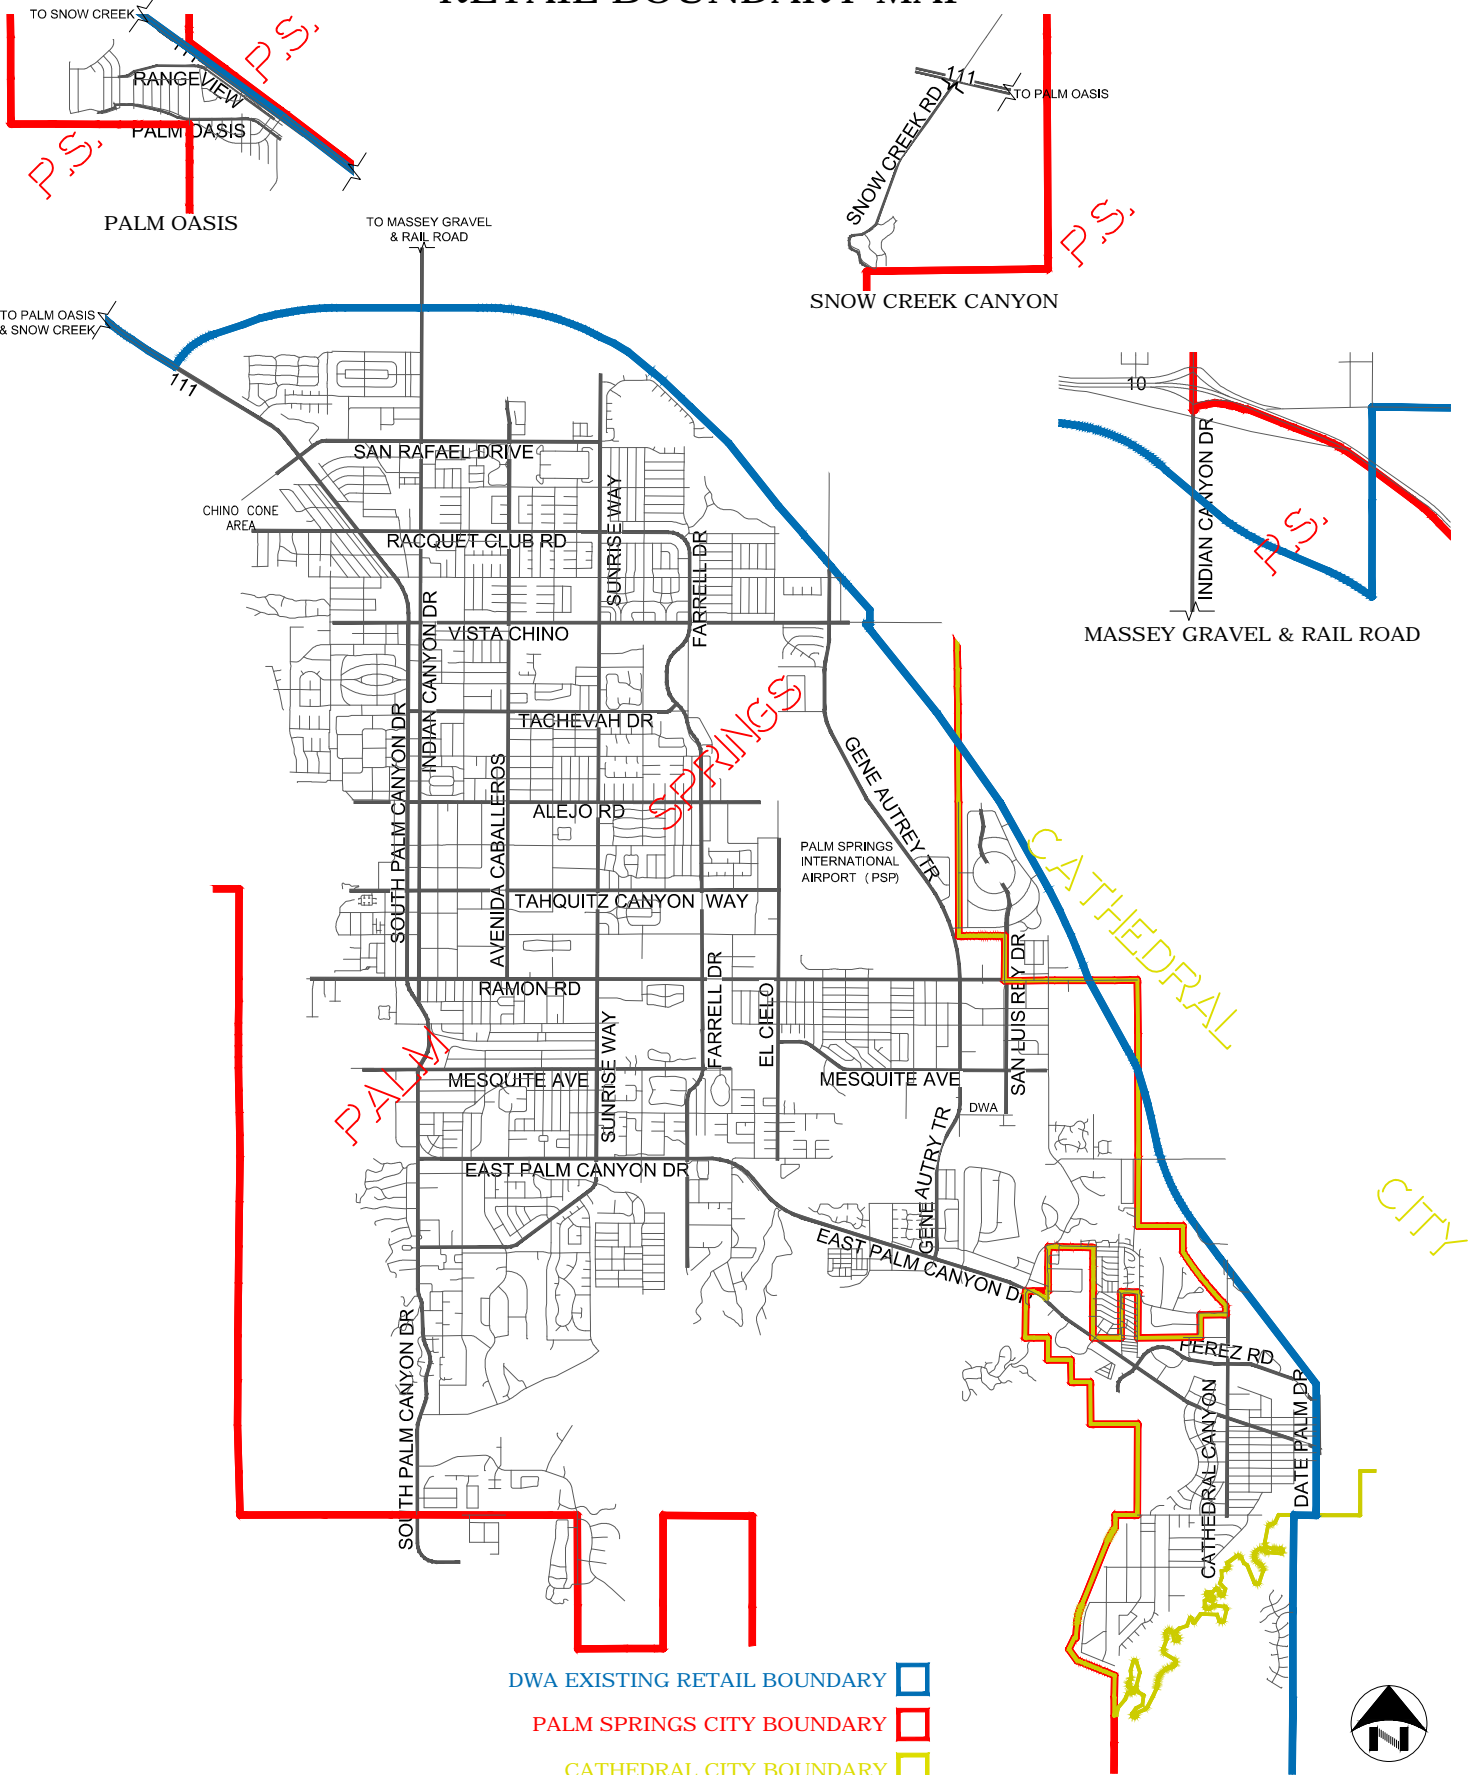 RETAIL BOUNDARY MAP
TO SNOW CREEK
111
P.S.
RANGEVIEW
PALM OASIS
P.S.
PALM OASIS
111
TO PALM OASIS
SNOW CREEK RD
P.S.
SNOW CREEK CANYON
TO MASSEY GRAVEL
& RAIL ROAD
TO PALM OASIS
& SNOW CREEK
111
10
INDIAN CANYON DR
P.S.
MASSEY GRAVEL & RAIL ROAD
SAN RAFAEL DRIVE
SUNRISE WAY
CHINO CONE
AREA
RACQUET CLUB RD
FARRELL DR
INDIAN CANYON DR
VISTA CHINO
SOUTH PALM CANYON DR
TACHEVAH DR
SPRINGS
GENE AUTREY TR
AVENIDA CABALLEROS
ALEJO RD
PALM SPRINGS
INTERNATIONAL
AIRPORT (PSP)
CATHEDRAL
TAHQUITZ CANYON WAY
RAMON RD
FARRELL DR
EL CIELO
SAN LUIS REY DR
SUNRISE WAY
PALM
MESQUITE AVE
MESQUITE AVE
DWA
GENE AUTRY TR
EAST PALM CANYON DR
CITY
EAST PALM CANYON DR
SOUTH PALM CANYON DR
PEREZ RD
CATHEDRAL CANYON
DATE PALM DR
DWA EXISTING RETAIL BOUNDARY
PALM SPRINGS CITY BOUNDARY
CATHEDRAL CITY BOUNDARY
N